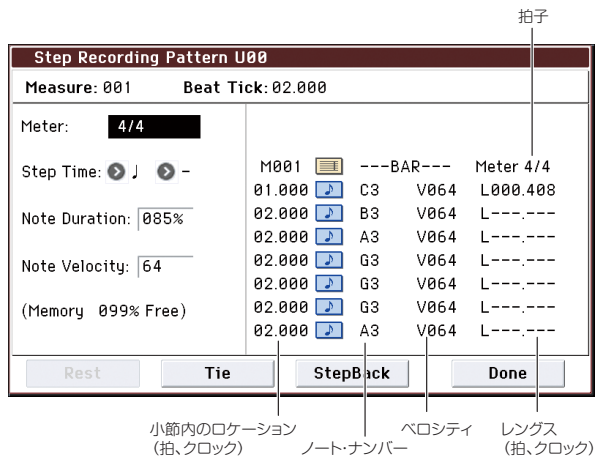 拍子
Step Recording Pattern U00
Measure: 001 Beat Tick: 02.000
Meter: 4/4
Step Time: ♩ -
Note Duration: 085%
Note Velocity: 64
(Memory 099% Free)
M001 ---BAR--- Meter 4/4
01.000 C3 V064 L000.408
02.000 B3 V064 L---.---
02.000 A3 V064 L---.---
02.000 G3 V064 L---.---
02.000 G3 V064 L---.---
02.000 G3 V064 L---.---
02.000 A3 V064 L---.---
Rest Tie StepBack Done
小節内のロケーション
(拍、クロック)
ノート・ナンバー
ベロシティ
レングス
(拍、クロック)